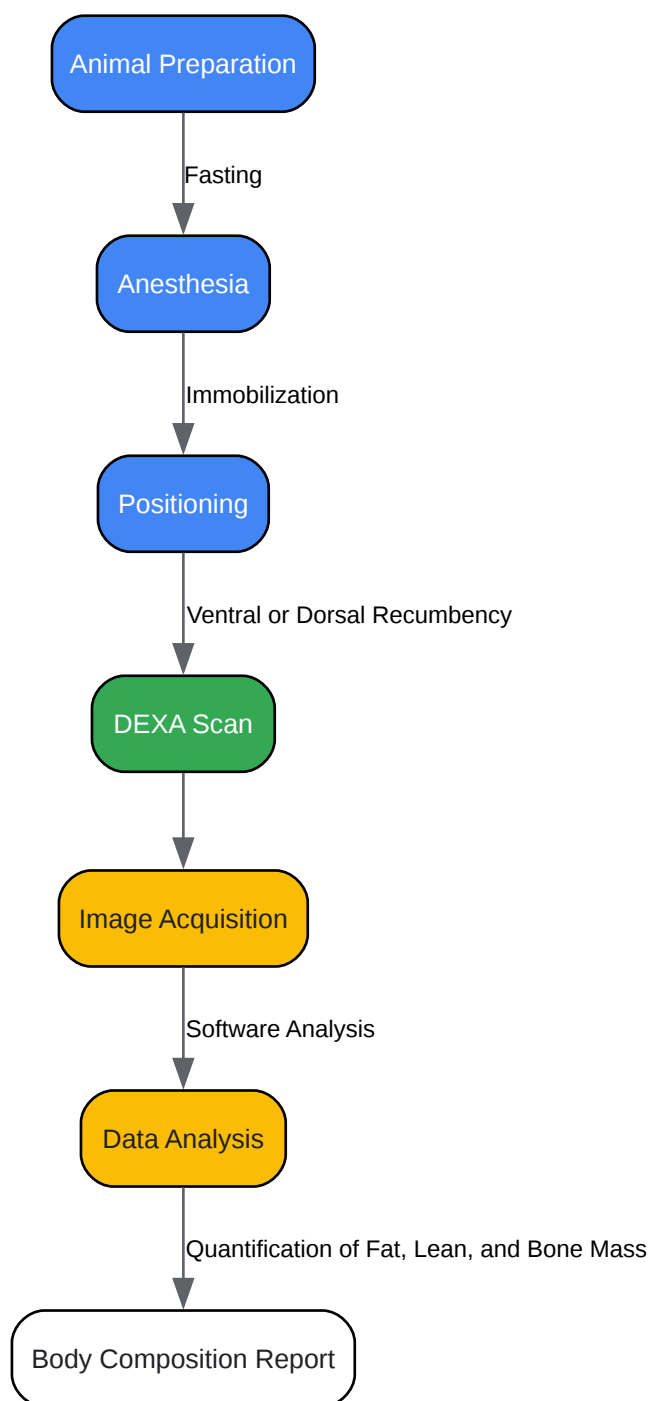 Animal Preparation
Fasting
Anesthesia
Immobilization
Positioning
Ventral or Dorsal Recumbency
DEXA Scan
Image Acquisition
Software Analysis
Data Analysis
Quantification of Fat, Lean, and Bone Mass
Body Composition Report